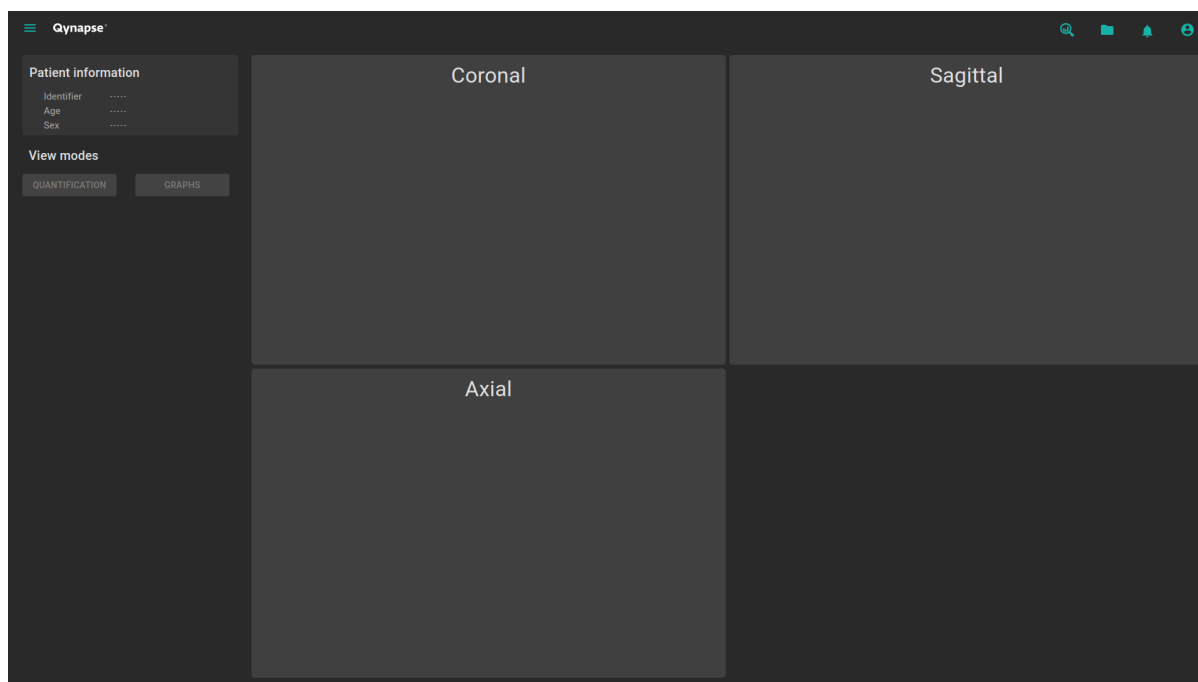 Qynapse
Patient information
Identifier -----
Age -----
Sex -----
View modes
QUANTIFICATION
GRAPHS
Coronal
Sagittal
Axial